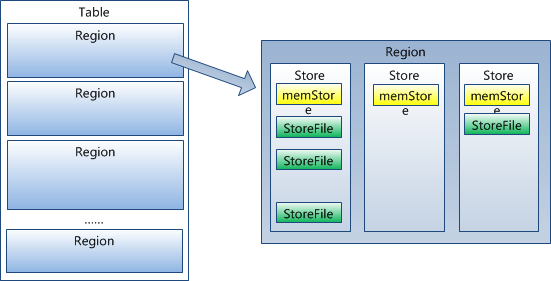 Table
Region
Region
Region
......
Region
Region
Store
memStor
e
StoreFile
StoreFile
StoreFile
Store
memStor
e
Store
memStor
e
StoreFile